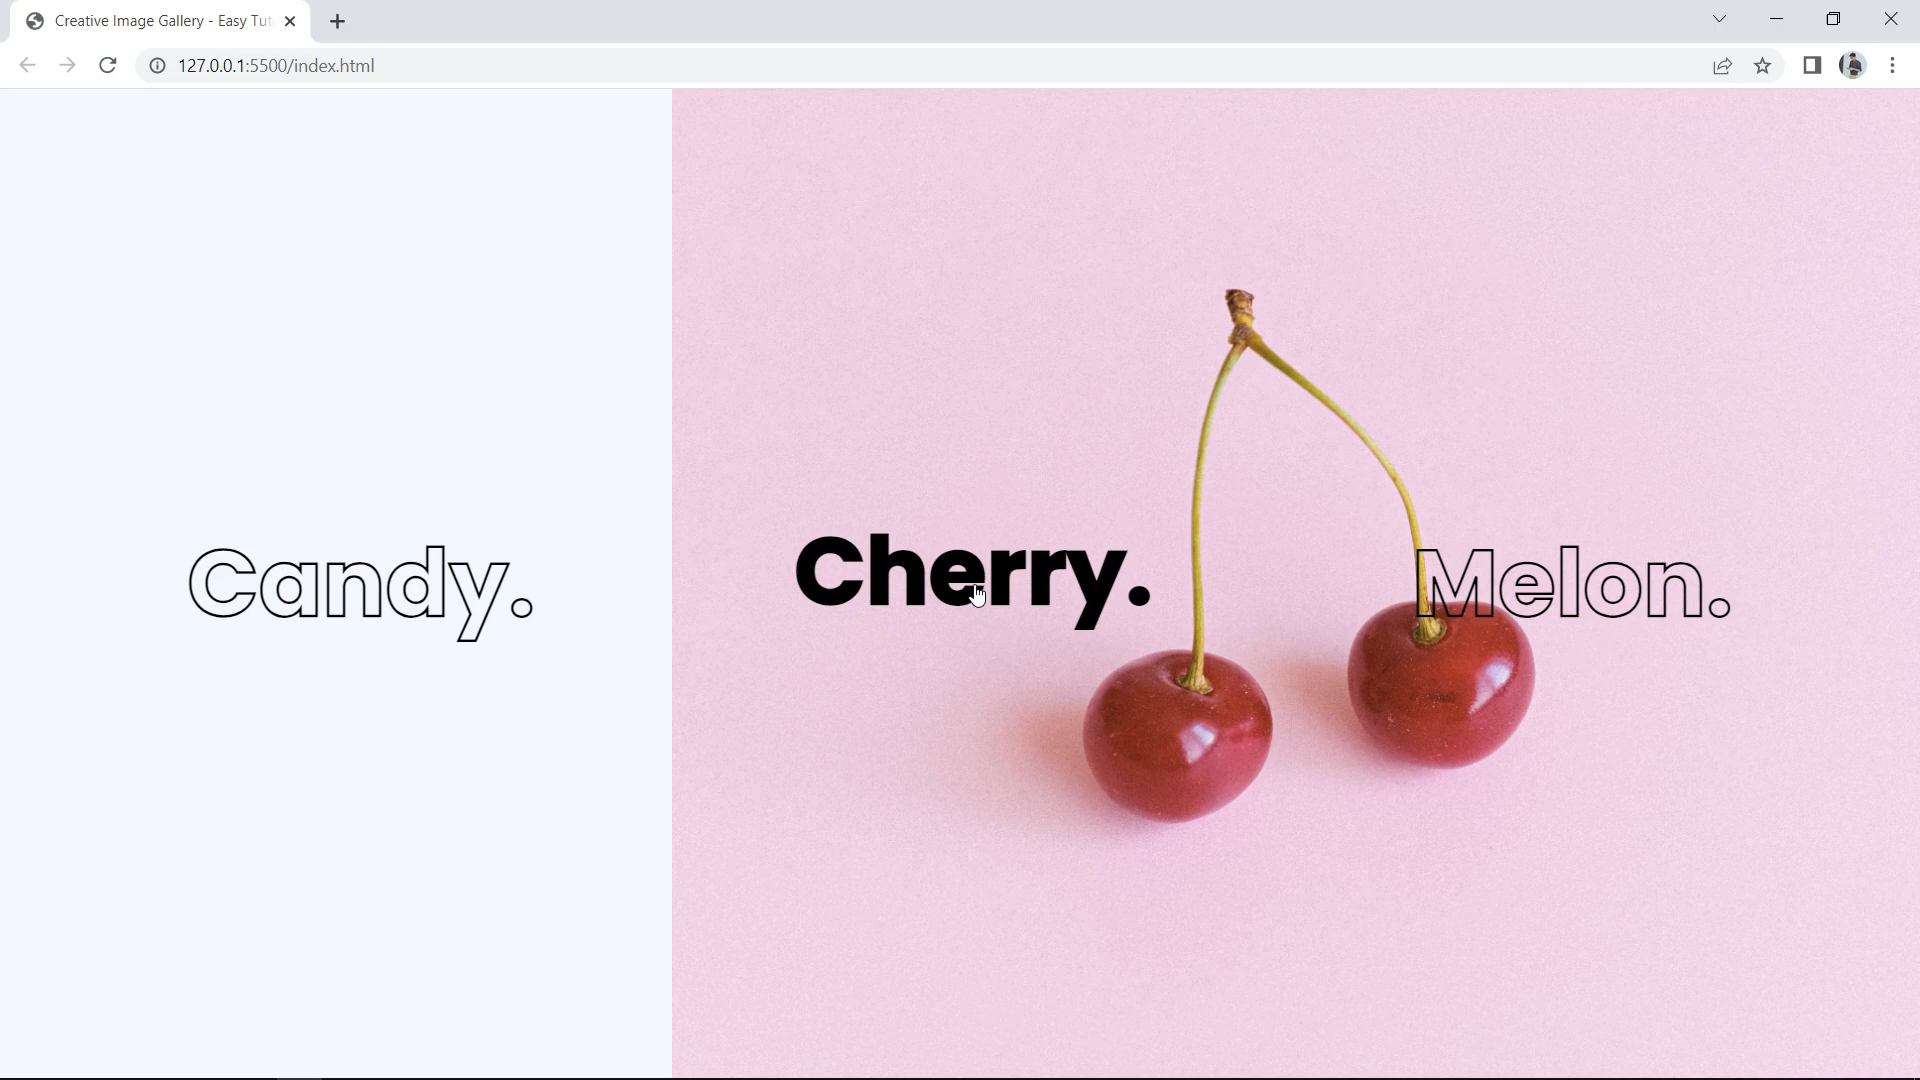 Creative Image Gallery - Easy Tut
127.0.0.1:5500/index.html
Candy.
Cherry.
Melon.